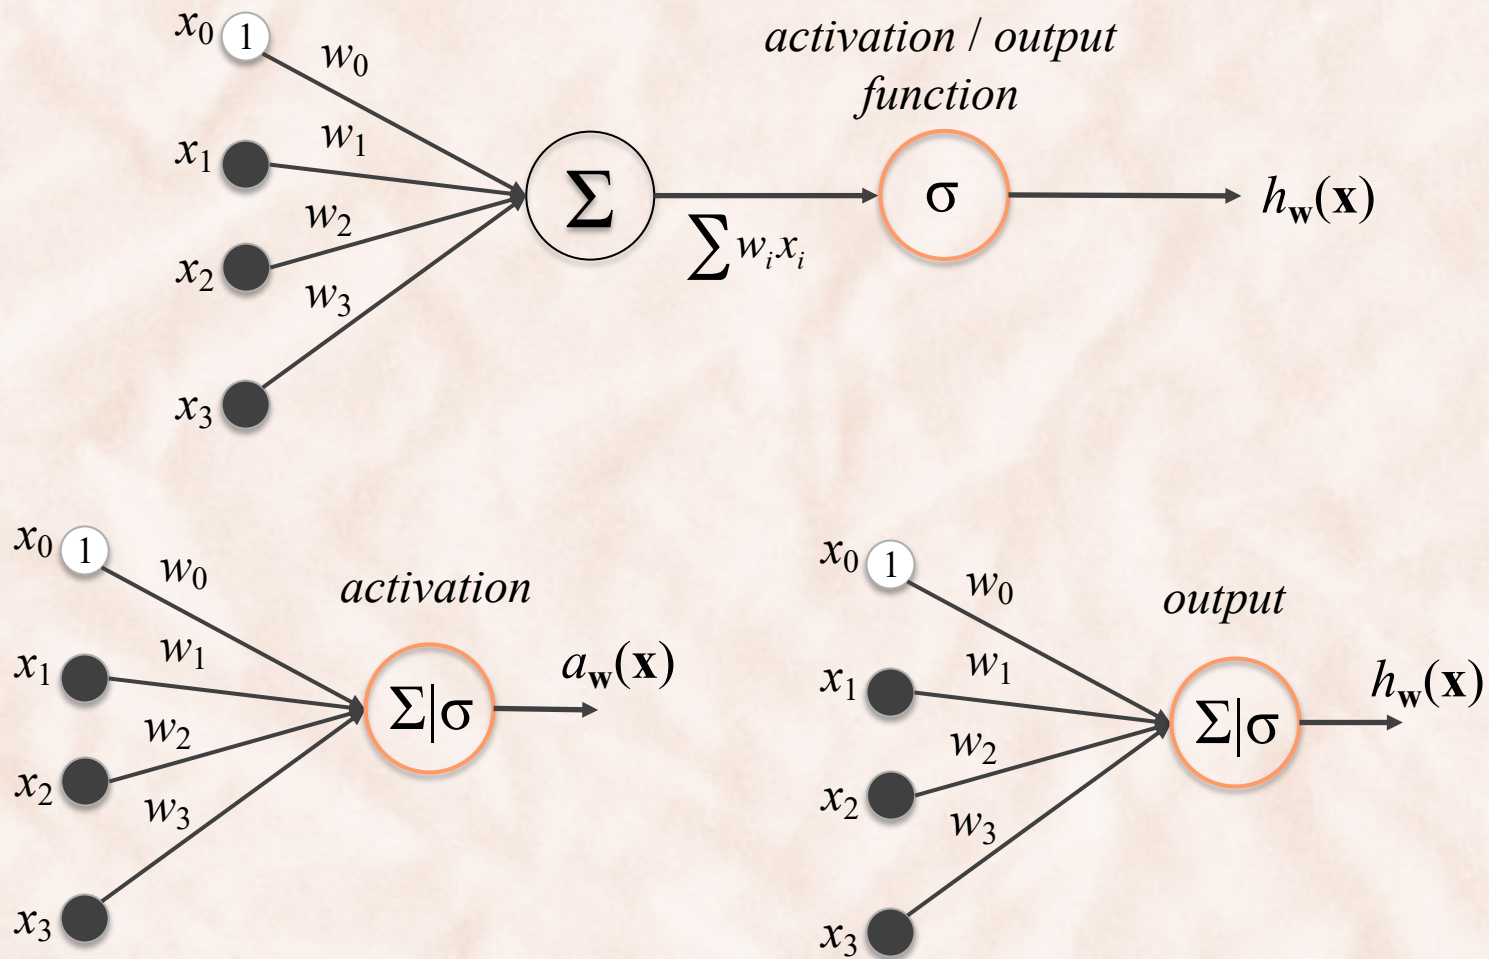 x₀ 1
w₀
activation / output
function
x₁
w₁
Σ
σ
h𝐰(𝐱)
x₂
w₂
∑wᵢxᵢ
x₃
w₃
x₀ 1
w₀
activation
x₁
w₁
Σ|σ
a𝐰(𝐱)
x₂
w₂
x₃
w₃
x₀ 1
w₀
output
x₁
w₁
Σ|σ
h𝐰(𝐱)
x₂
w₂
x₃
w₃